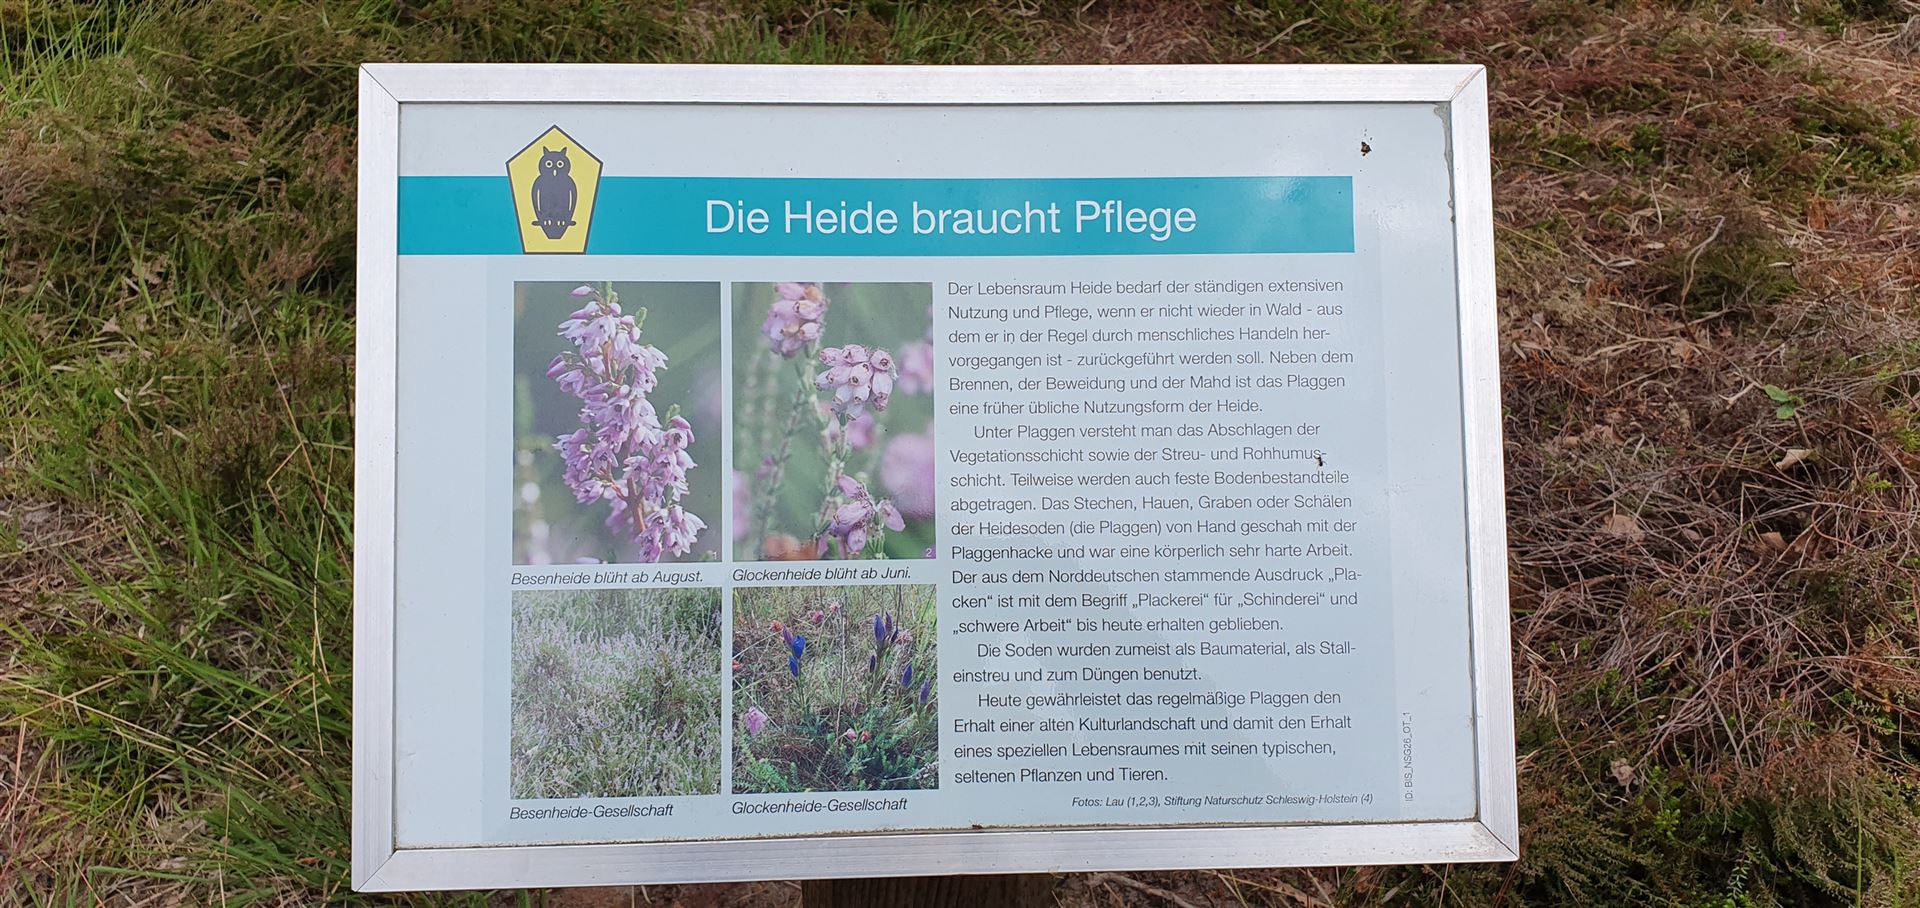 Die Heide braucht Pflege
Der Lebensraum Heide bedarf der ständigen extensiven
Nutzung und Pflege, wenn er nicht wieder in Wald - aus
dem er in der Regel durch menschliches Handeln her-
vorgegangen ist - zurückgeführt werden soll. Neben dem
Brennen, der Beweidung und der Mahd ist das Plaggen
eine früher übliche Nutzungsform der Heide.
Unter Plaggen versteht man das Abschlagen der
Vegetationsschicht sowie der Streu- und Rohhumus-
schicht. Teilweise werden auch feste Bodenbestandteile
abgetragen. Das Stechen, Hauen, Graben oder Schälen
der Heidesoden (die Plaggen) von Hand geschah mit der
Plaggenhacke und war eine körperlich sehr harte Arbeit.
Der aus dem Norddeutschen stammende Ausdruck „Pla-
cken“ ist mit dem Begriff „Plackerei“ für „Schinderei“ und
„schwere Arbeit“ bis heute erhalten geblieben.
Die Soden wurden zumeist als Baumaterial, als Stall-
einstreu und zum Düngen benutzt.
Heute gewährleistet das regelmäßige Plaggen den
Erhalt einer alten Kulturlandschaft und damit den Erhalt
eines speziellen Lebensraumes mit seinen typischen,
seltenen Pflanzen und Tieren.
1
2
Besenheide blüht ab August.
Glockenheide blüht ab Juni.
Besenheide-Gesellschaft
Glockenheide-Gesellschaft
Fotos: Lau (1,2,3), Stiftung Naturschutz Schleswig-Holstein (4)
ID: BIS_NSG26_OT_1